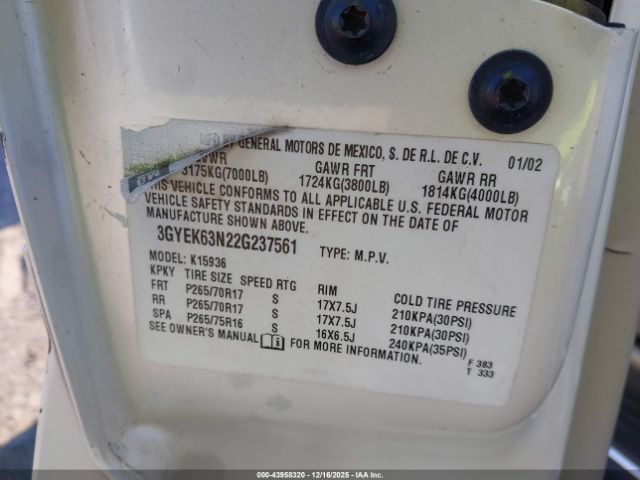 MFD BY GENERAL MOTORS DE MEXICO, S. DE R.L. DE C.V. 01/02
GVWR GAWR FRT GAWR RR
3175KG(7000LB) 1724KG(3800LB) 1814KG(4000LB)
THIS VEHICLE CONFORMS TO ALL APPLICABLE U.S. FEDERAL MOTOR
VEHICLE SAFETY STANDARDS IN EFFECT ON THE DATE OF
MANUFACTURE SHOWN ABOVE.
3GYEK63N22G237561 TYPE: M.P.V.
MODEL: K15936
KPKY TIRE SIZE SPEED RTG RIM COLD TIRE PRESSURE
FRT P265/70R17 S 17X7.5J 210KPA(30PSI)
RR P265/70R17 S 17X7.5J 210KPA(30PSI)
SPA P265/75R16 S 16X6.5J 240KPA(35PSI)
SEE OWNER'S MANUAL FOR MORE INFORMATION.
F 383
T 333
000-43958320 • 12/16/2025 • IAAI.COM